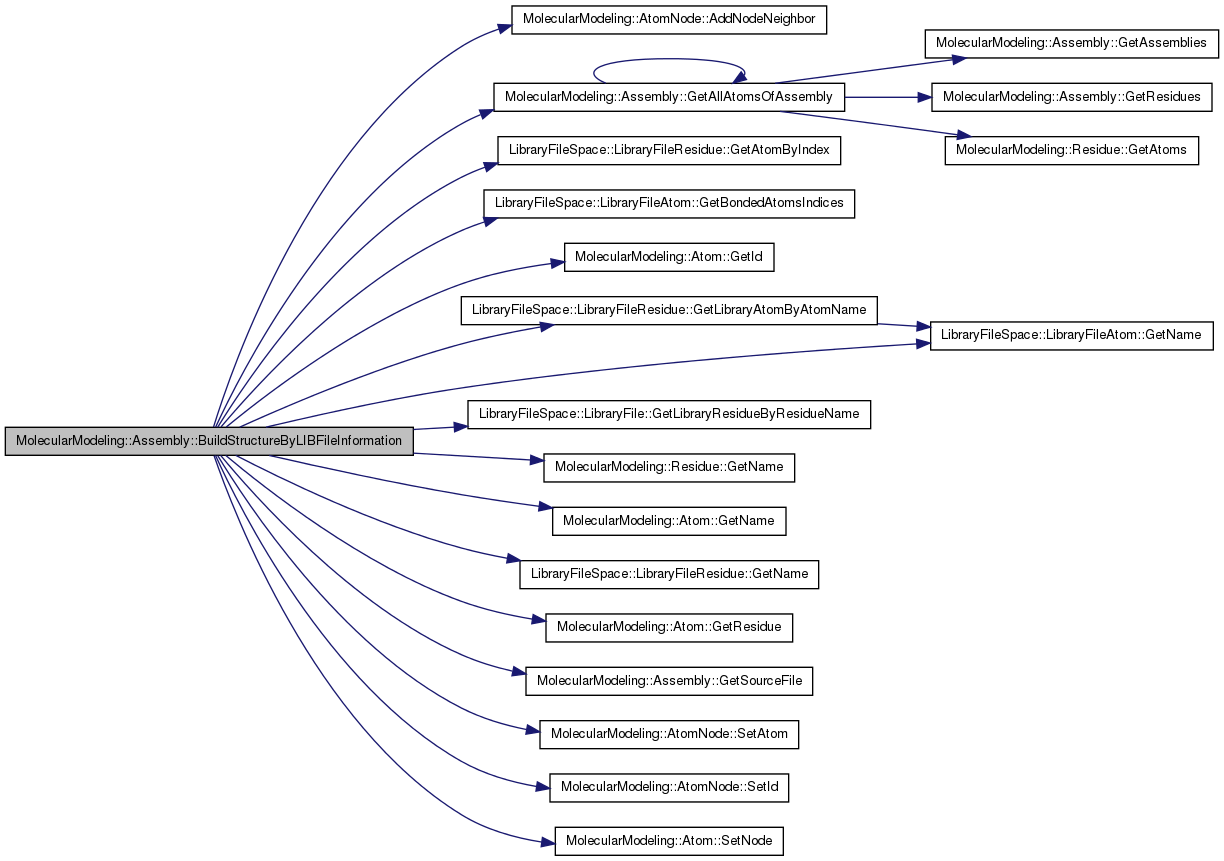 MolecularModeling::AtomNode::AddNodeNeighbor
MolecularModeling::Assembly::GetAssemblies
MolecularModeling::Assembly::GetAllAtomsOfAssembly
MolecularModeling::Assembly::GetResidues
LibraryFileSpace::LibraryFileResidue::GetAtomByIndex
MolecularModeling::Residue::GetAtoms
LibraryFileSpace::LibraryFileAtom::GetBondedAtomsIndices
MolecularModeling::Atom::GetId
LibraryFileSpace::LibraryFileResidue::GetLibraryAtomByAtomName
LibraryFileSpace::LibraryFileAtom::GetName
LibraryFileSpace::LibraryFile::GetLibraryResidueByResidueName
MolecularModeling::Assembly::BuildStructureByLIBFileInformation
MolecularModeling::Residue::GetName
MolecularModeling::Atom::GetName
LibraryFileSpace::LibraryFileResidue::GetName
MolecularModeling::Atom::GetResidue
MolecularModeling::Assembly::GetSourceFile
MolecularModeling::AtomNode::SetAtom
MolecularModeling::AtomNode::SetId
MolecularModeling::Atom::SetNode